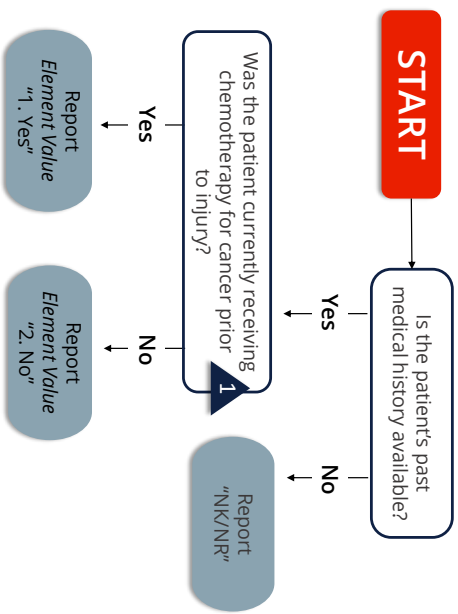 START
Is the patient's past
medical history available?
Yes
No
Was the patient currently receiving
chemotherapy for cancer prior
to injury?
1
Report
"NK/NR"
Yes
No
Report
Element Value
"1. Yes"
Report
Element Value
"2. No"